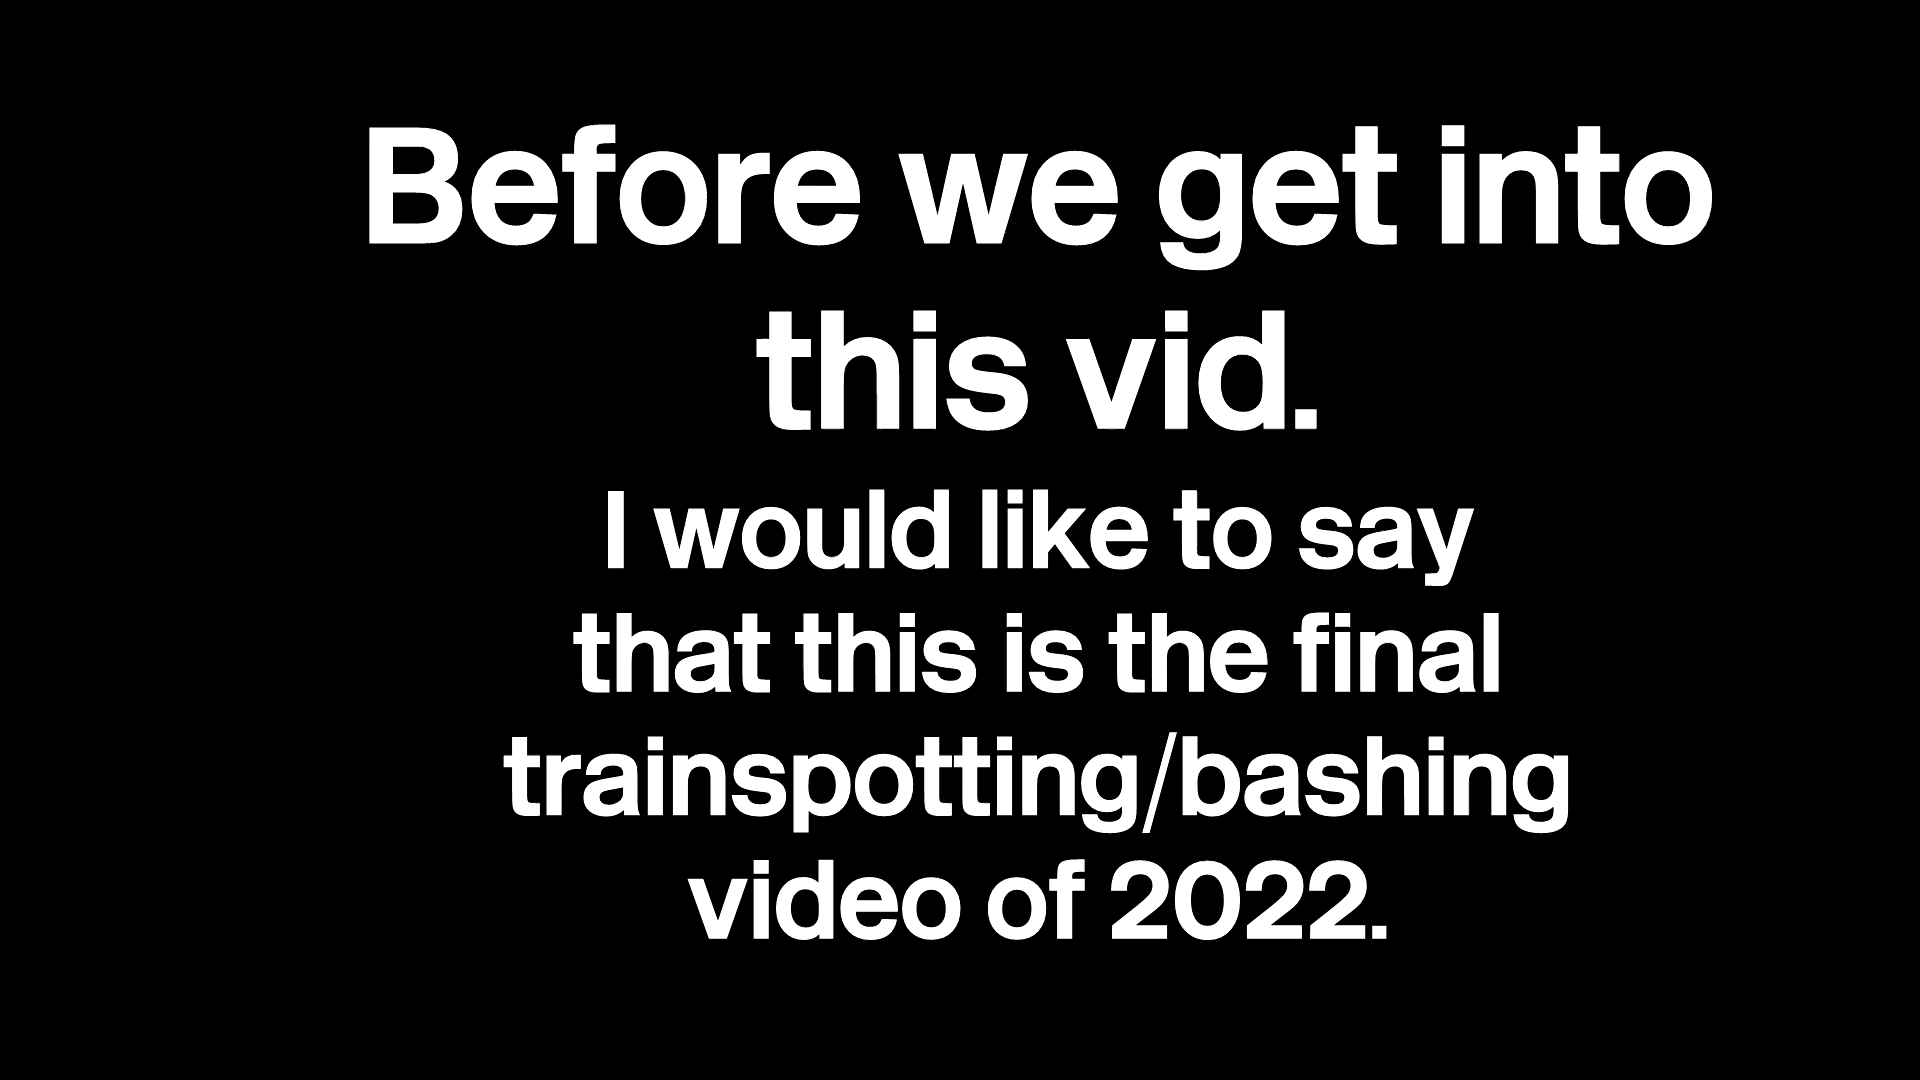 Before we get into
this vid.
I would like to say
that this is the final
trainspotting/bashing
video of 2022.